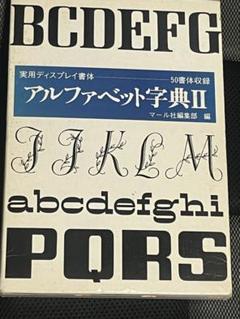 BCDEFG
実用ディスプレイ書体 50書体収録
アルファベット字典II
マール社編集部 編
IJKLM
abcdefghi
PQRS